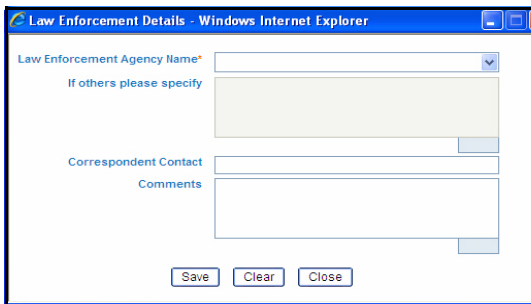 Law Enforcement Details - Windows Internet Explorer
Law Enforcement Agency Name*
If others please specify
Correspondent Contact
Comments
Save Clear Close